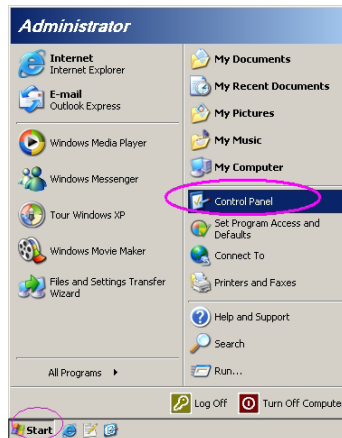 Administrator
Internet
Internet Explorer
E-mail
Outlook Express
Windows Media Player
Windows Messenger
Tour Windows XP
Windows Movie Maker
Files and Settings Transfer
Wizard
All Programs
My Documents
My Recent Documents
My Pictures
My Music
My Computer
Control Panel
Set Program Access and
Defaults
Connect To
Printers and Faxes
Help and Support
Search
Run...
Log Off
Turn Off Compute
Start